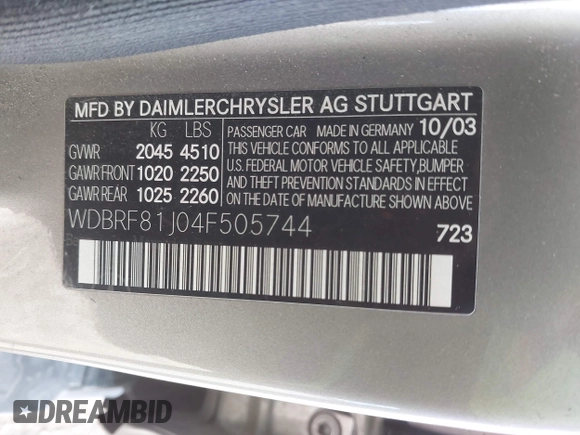 MFD BY DAIMLERCHRYSLER AG STUTTGART
KG LBS
GVWR 2045 4510
GAWR FRONT 1020 2250
GAWR REAR 1025 2260
PASSENGER CAR MADE IN GERMANY 10/03
THIS VEHICLE CONFORMS TO ALL APPLICABLE
U.S. FEDERAL MOTOR VEHICLE SAFETY,BUMPER
AND THEFT PREVENTION STANDARDS IN EFFECT
ON THE DATE OF MANUFACTURE SHOWN ABOVE
WDBRF81J04F505744
723
DREAMBID